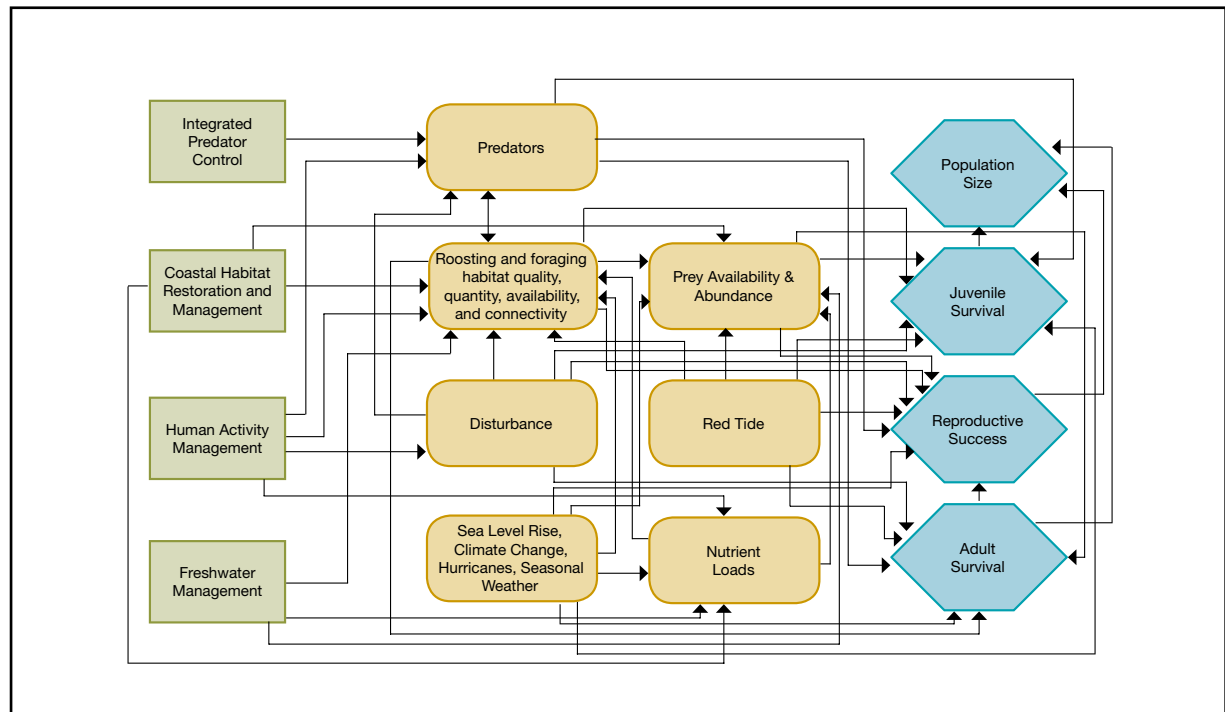 Integrated
Predator
Control
Predators
Population
Size
Coastal Habitat
Restoration and
Management
Roosting and foraging
habitat quality,
quantity, availability,
and connectivity
Prey Availability &
Abundance
Juvenile
Survival
Human Activity
Management
Disturbance
Red Tide
Reproductive
Success
Freshwater
Management
Sea Level Rise,
Climate Change,
Hurricanes, Seasonal
Weather
Nutrient
Loads
Adult
Survival